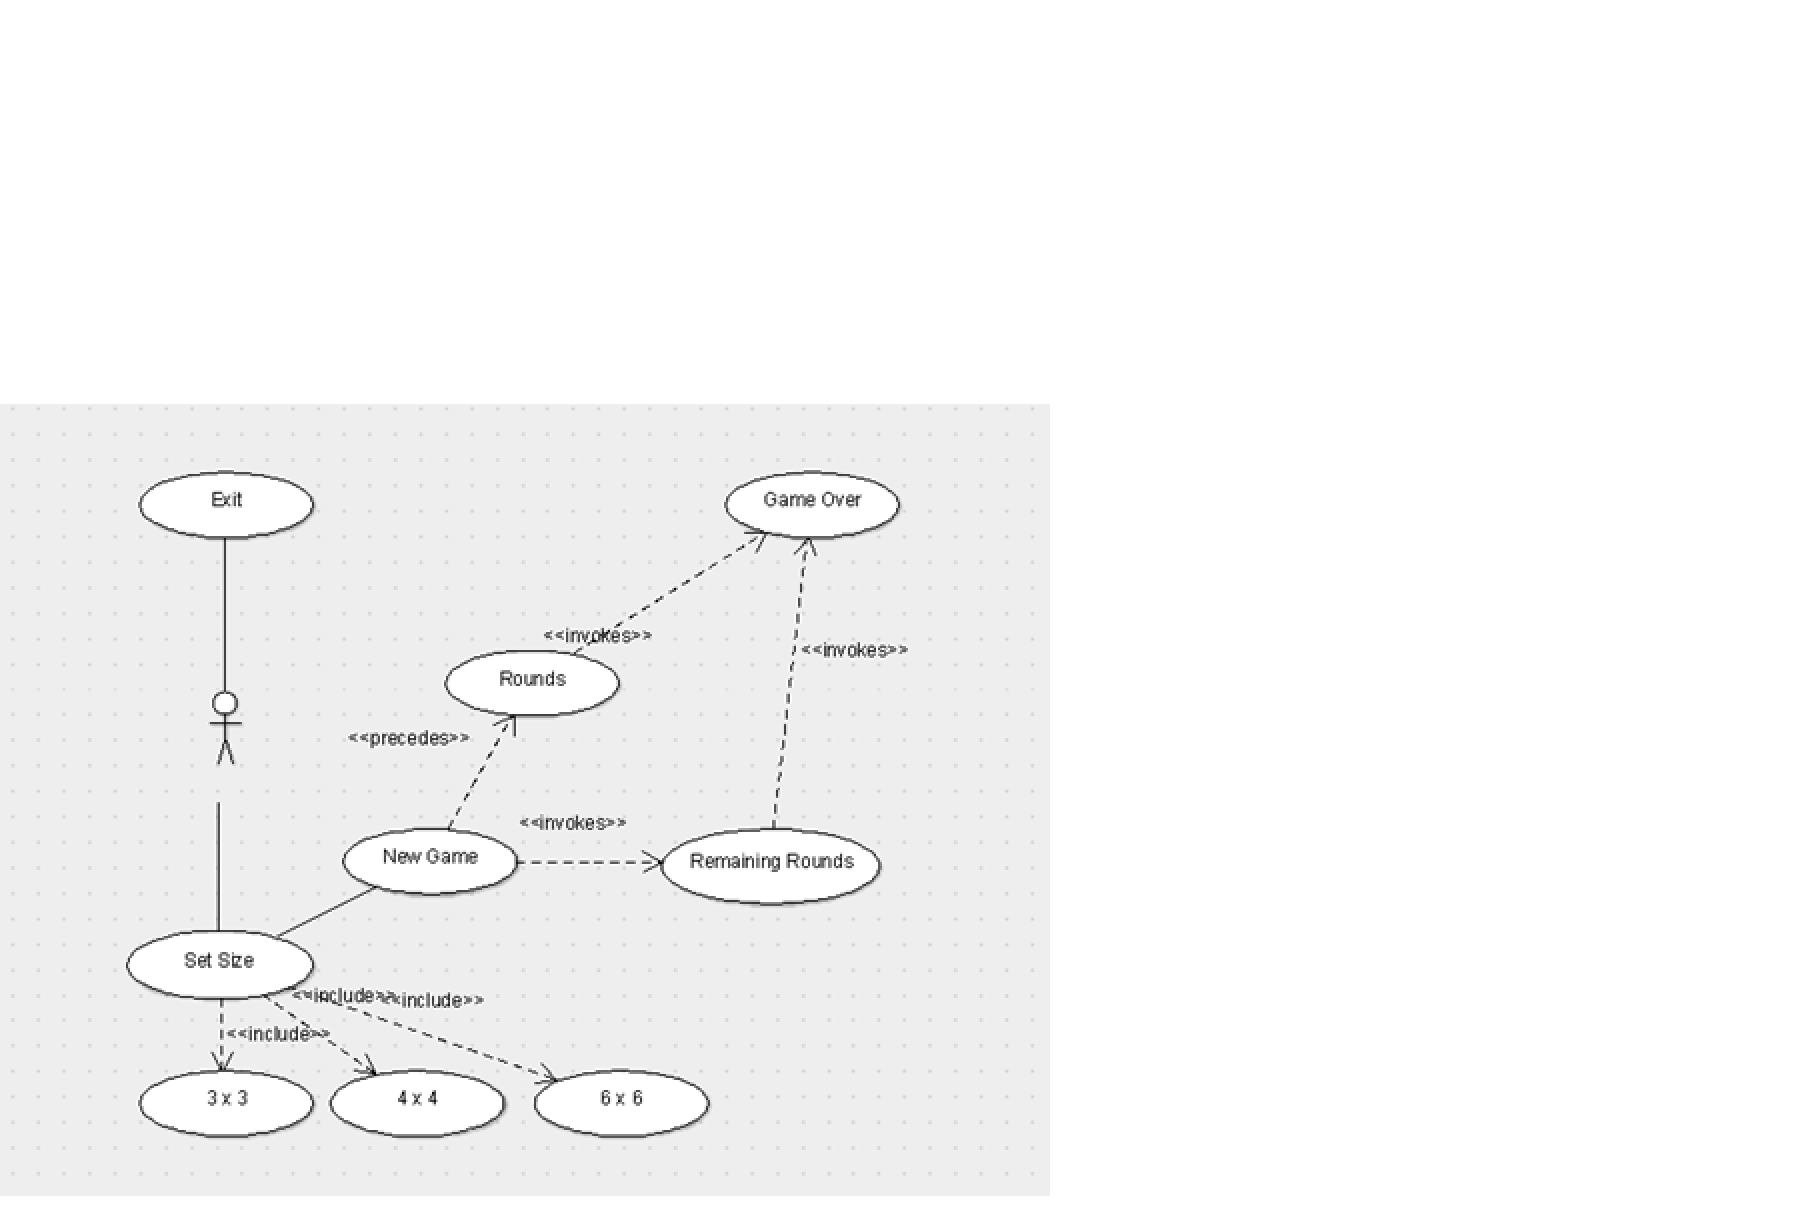 Exit
Game Over
<<invokes>>
<<invokes>>
Rounds
<<precedes>>
<<invokes>>
New Game
Remaining Rounds
Set Size
<<include>>
<<include>>
<<include>>
3 x 3
4 x 4
6 x 6